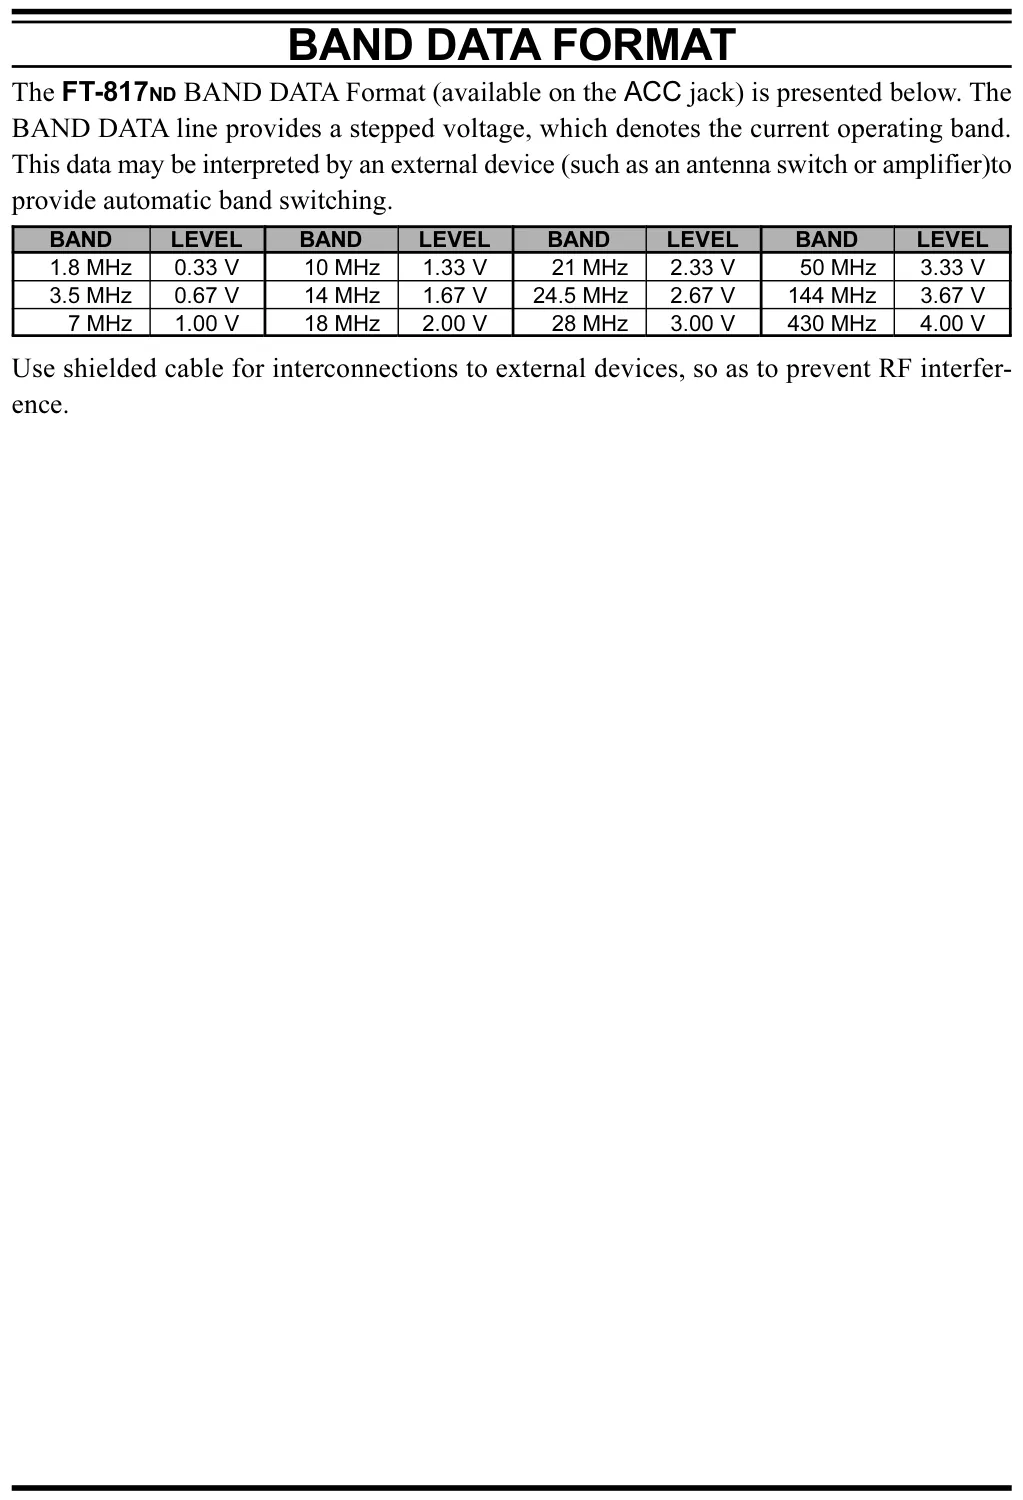 BAND DATA FORMAT
The FT-817ND BAND DATA Format (available on the ACC jack) is presented below. The
BAND DATA line provides a stepped voltage, which denotes the current operating band.
This data may be interpreted by an external device (such as an antenna switch or amplifier)to
provide automatic band switching.
BAND LEVEL BAND LEVEL BAND LEVEL BAND LEVEL
1.8 MHz 0.33 V 10 MHz 1.33 V 21 MHz 2.33 V 50 MHz 3.33 V
3.5 MHz 0.67 V 14 MHz 1.67 V 24.5 MHz 2.67 V 144 MHz 3.67 V
7 MHz 1.00 V 18 MHz 2.00 V 28 MHz 3.00 V 430 MHz 4.00 V
Use shielded cable for interconnections to external devices, so as to prevent RF interfer-
ence.